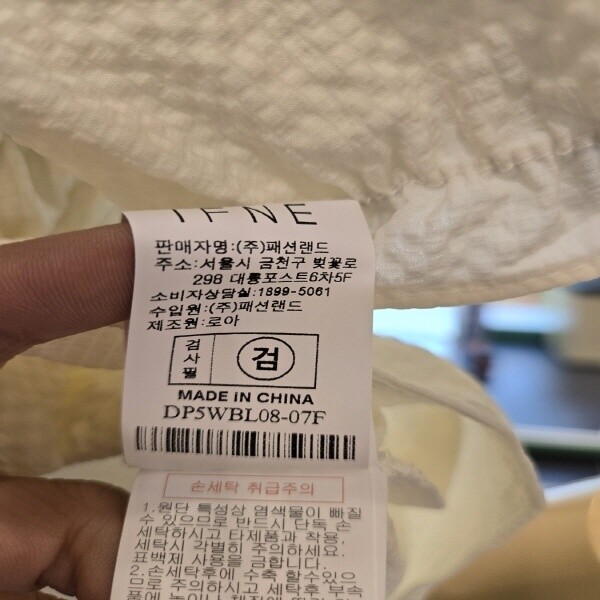 IFNE
판매자명:(주)패션랜드
주소:서울시 금천구 벚꽃로
298 대륭포스트6차5F
소비자상담실:1899-5061
수입원:(주)패션랜드
제조원:로아
검사필
검
MADE IN CHINA
DP5WBL08-07F
손세탁 취급주의
1.원단 특성상 염색물이 빠질
수 있으므로 반드시 단독 손
세탁하시고 타제품과 착용,
세탁시 각별히 주의하세요.
표백제 사용을 금합니다.
2.손세탁후에 수축 할수있으
므로 주의하시고 세탁후 부속
품에